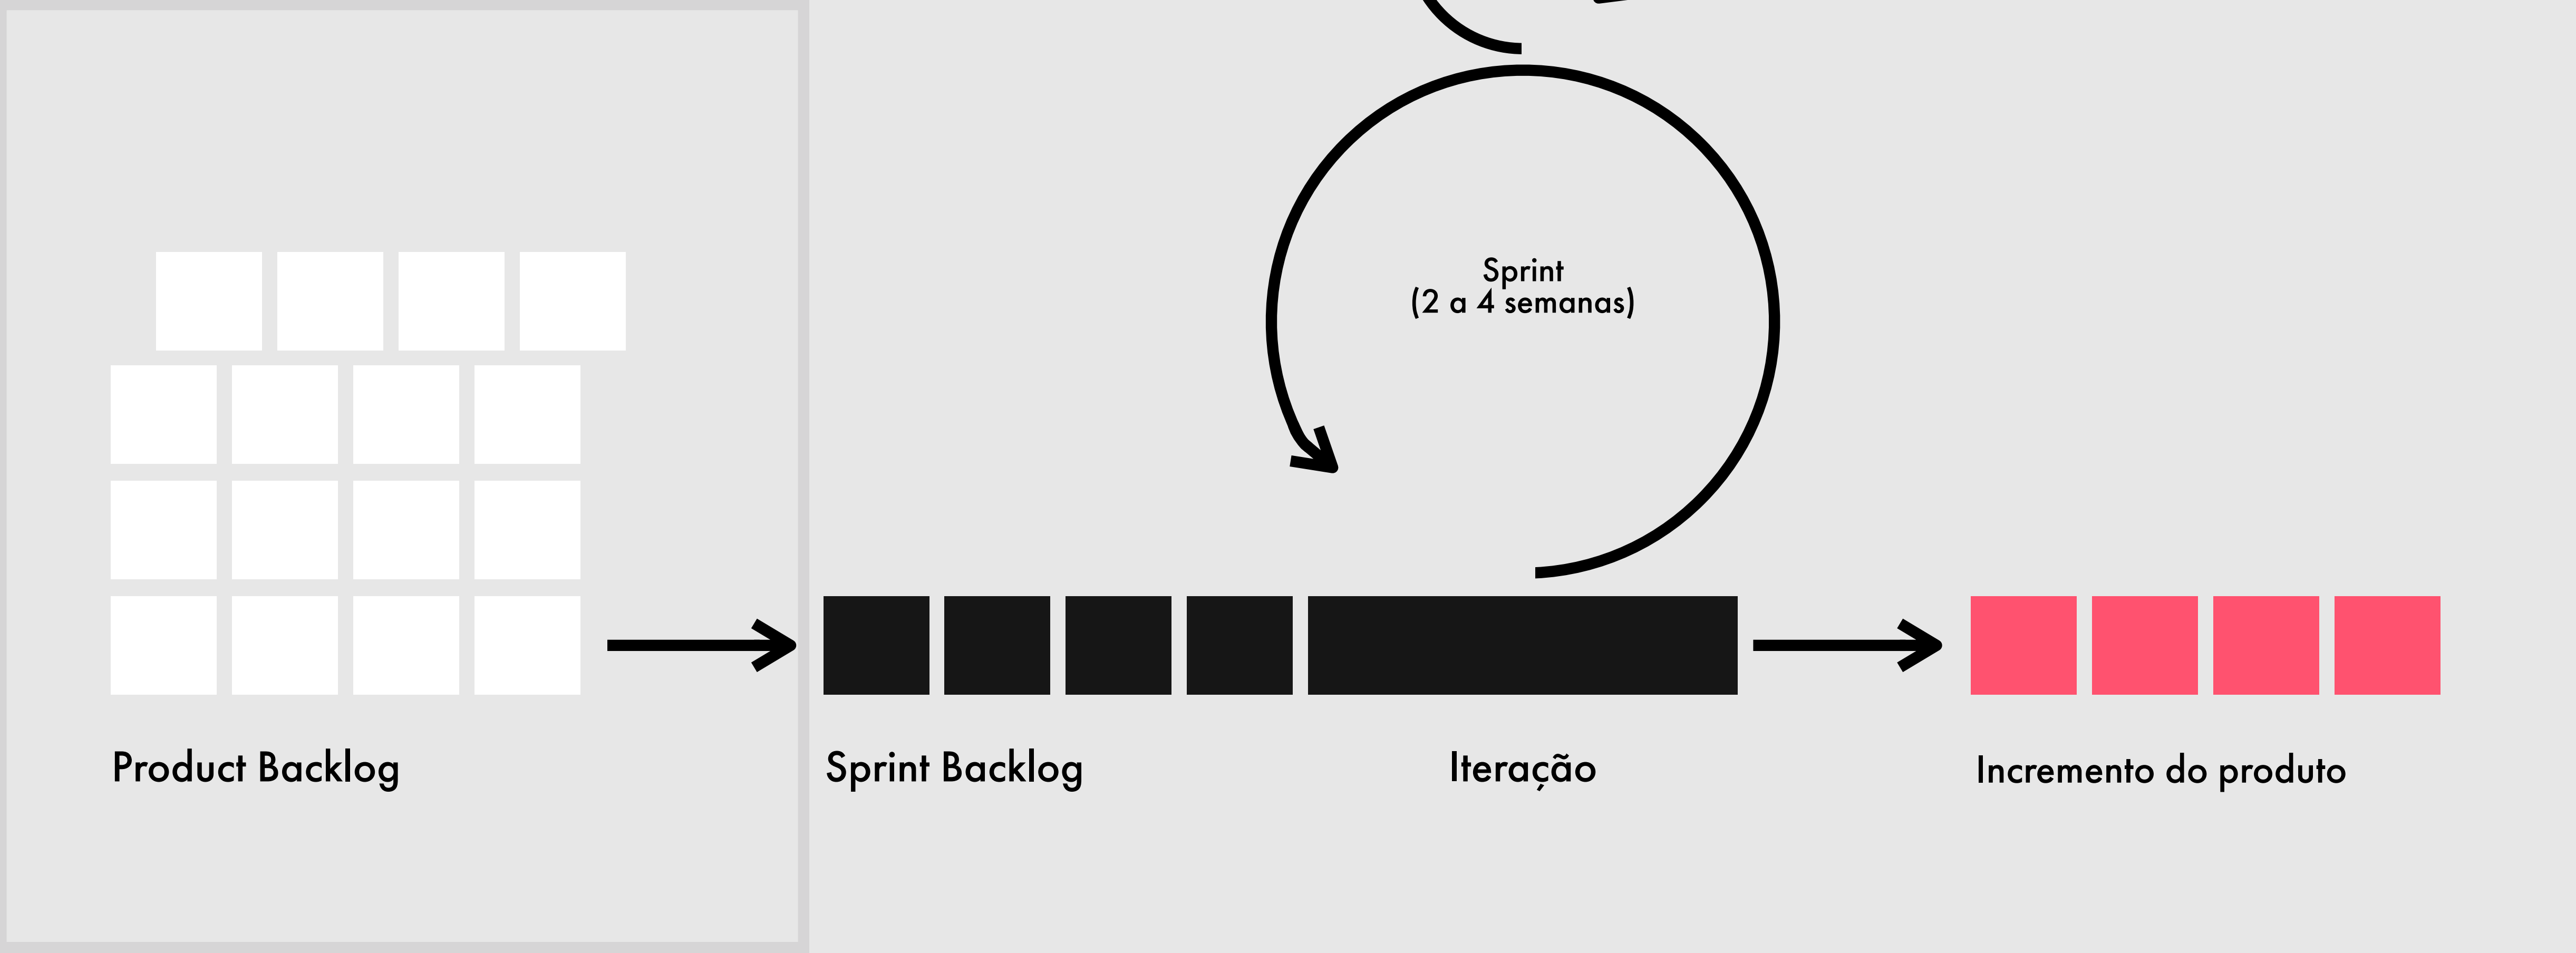 Sprint
(2 a 4 semanas)
Product Backlog
Sprint Backlog
Iteração
Incremento do produto